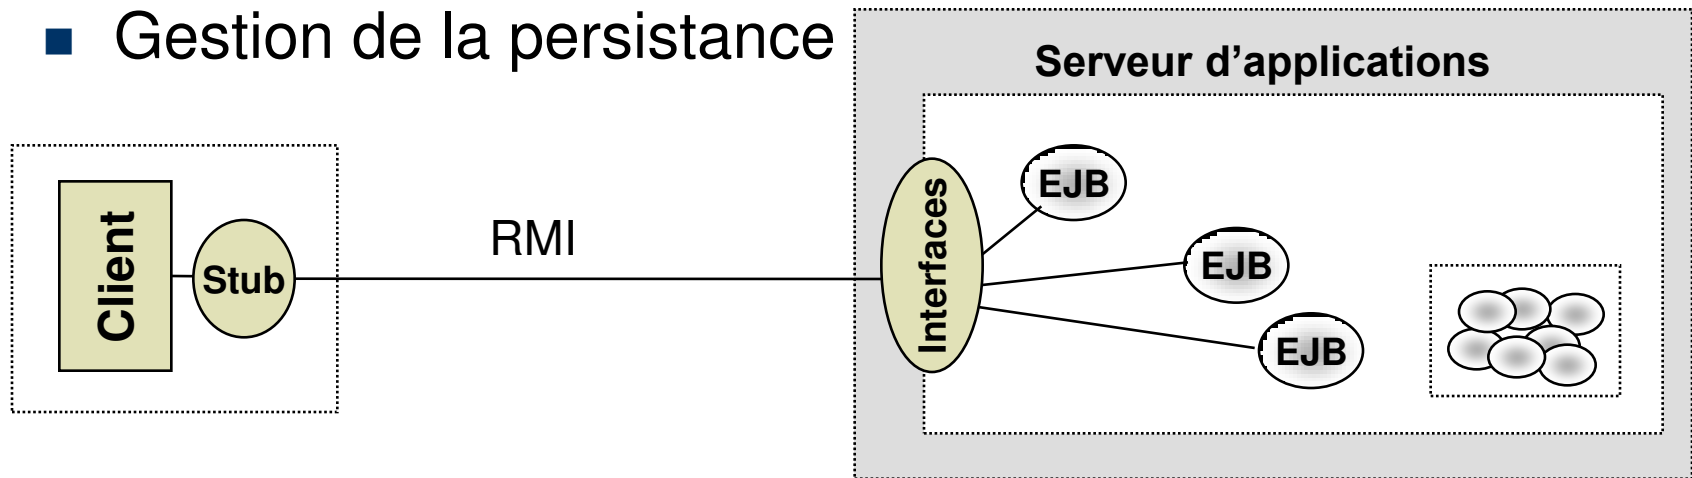 Gestion de la persistance
Serveur d’applications
Client
Stub
RMI
Interfaces
EJB
EJB
EJB